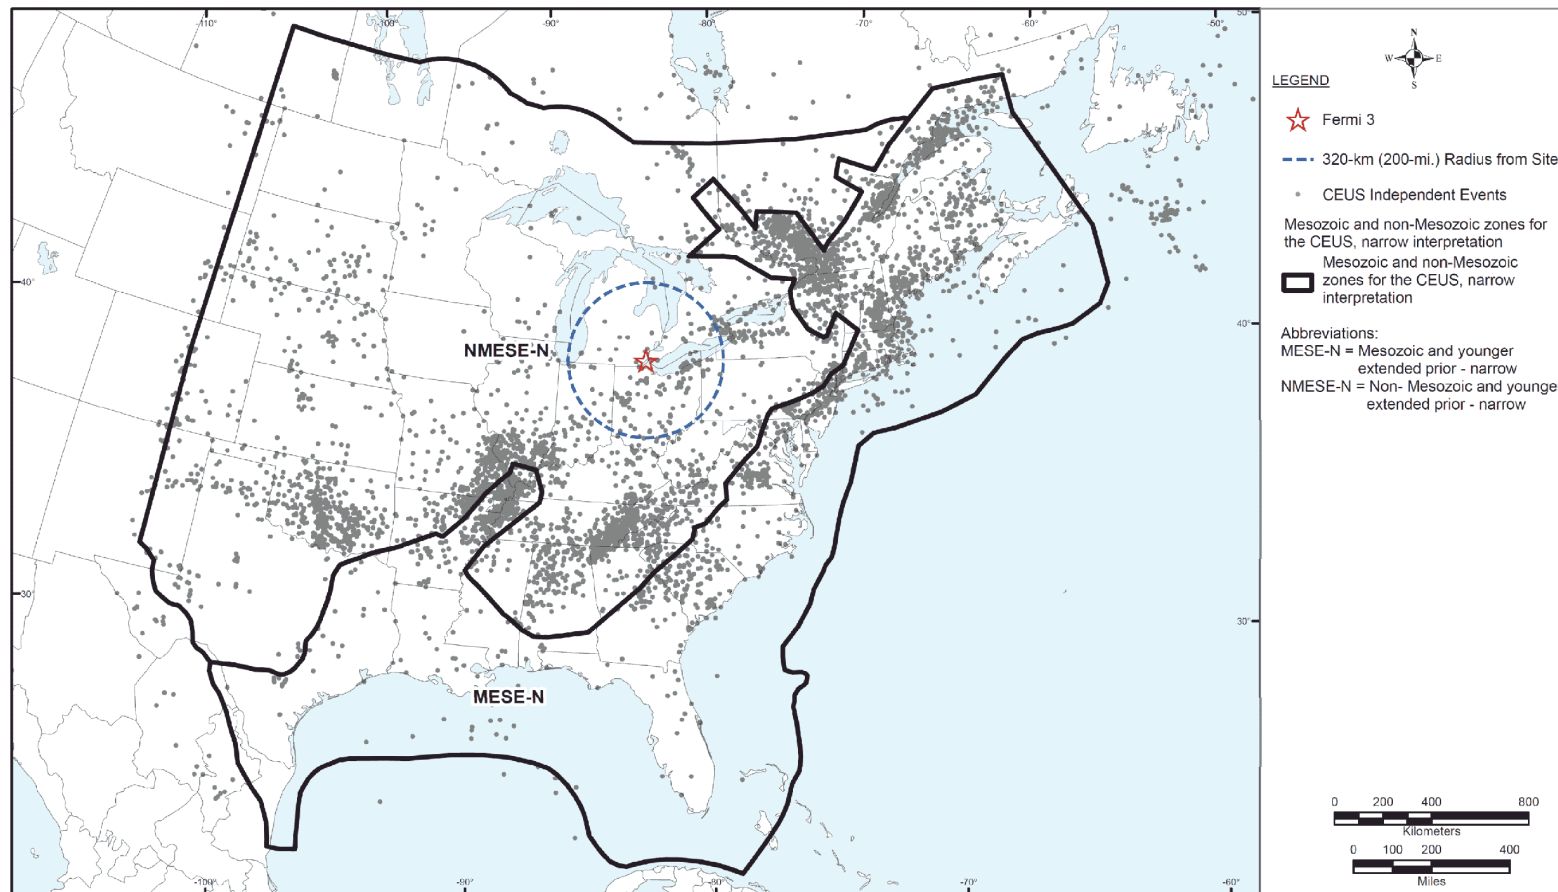 -110°
-100°
-90°
-80°
-70°
-60°
-50°
50°
40°
40°
30°
30°
-100°
-90°
-80°
-70°
-60°
NMESE-N
MESE-N
N
W
E
S
LEGEND
Fermi 3
320-km (200-mi.) Radius from Site
CEUS Independent Events
Mesozoic and non-Mesozoic zones for
the CEUS, narrow interpretation
Mesozoic and non-Mesozoic
zones for the CEUS, narrow
interpretation
Abbreviations:
MESE-N = Mesozoic and younger
extended prior - narrow
NMESE-N = Non- Mesozoic and younge
extended prior - narrow
0 200 400 800
Kilometers
0 100 200 400
Miles